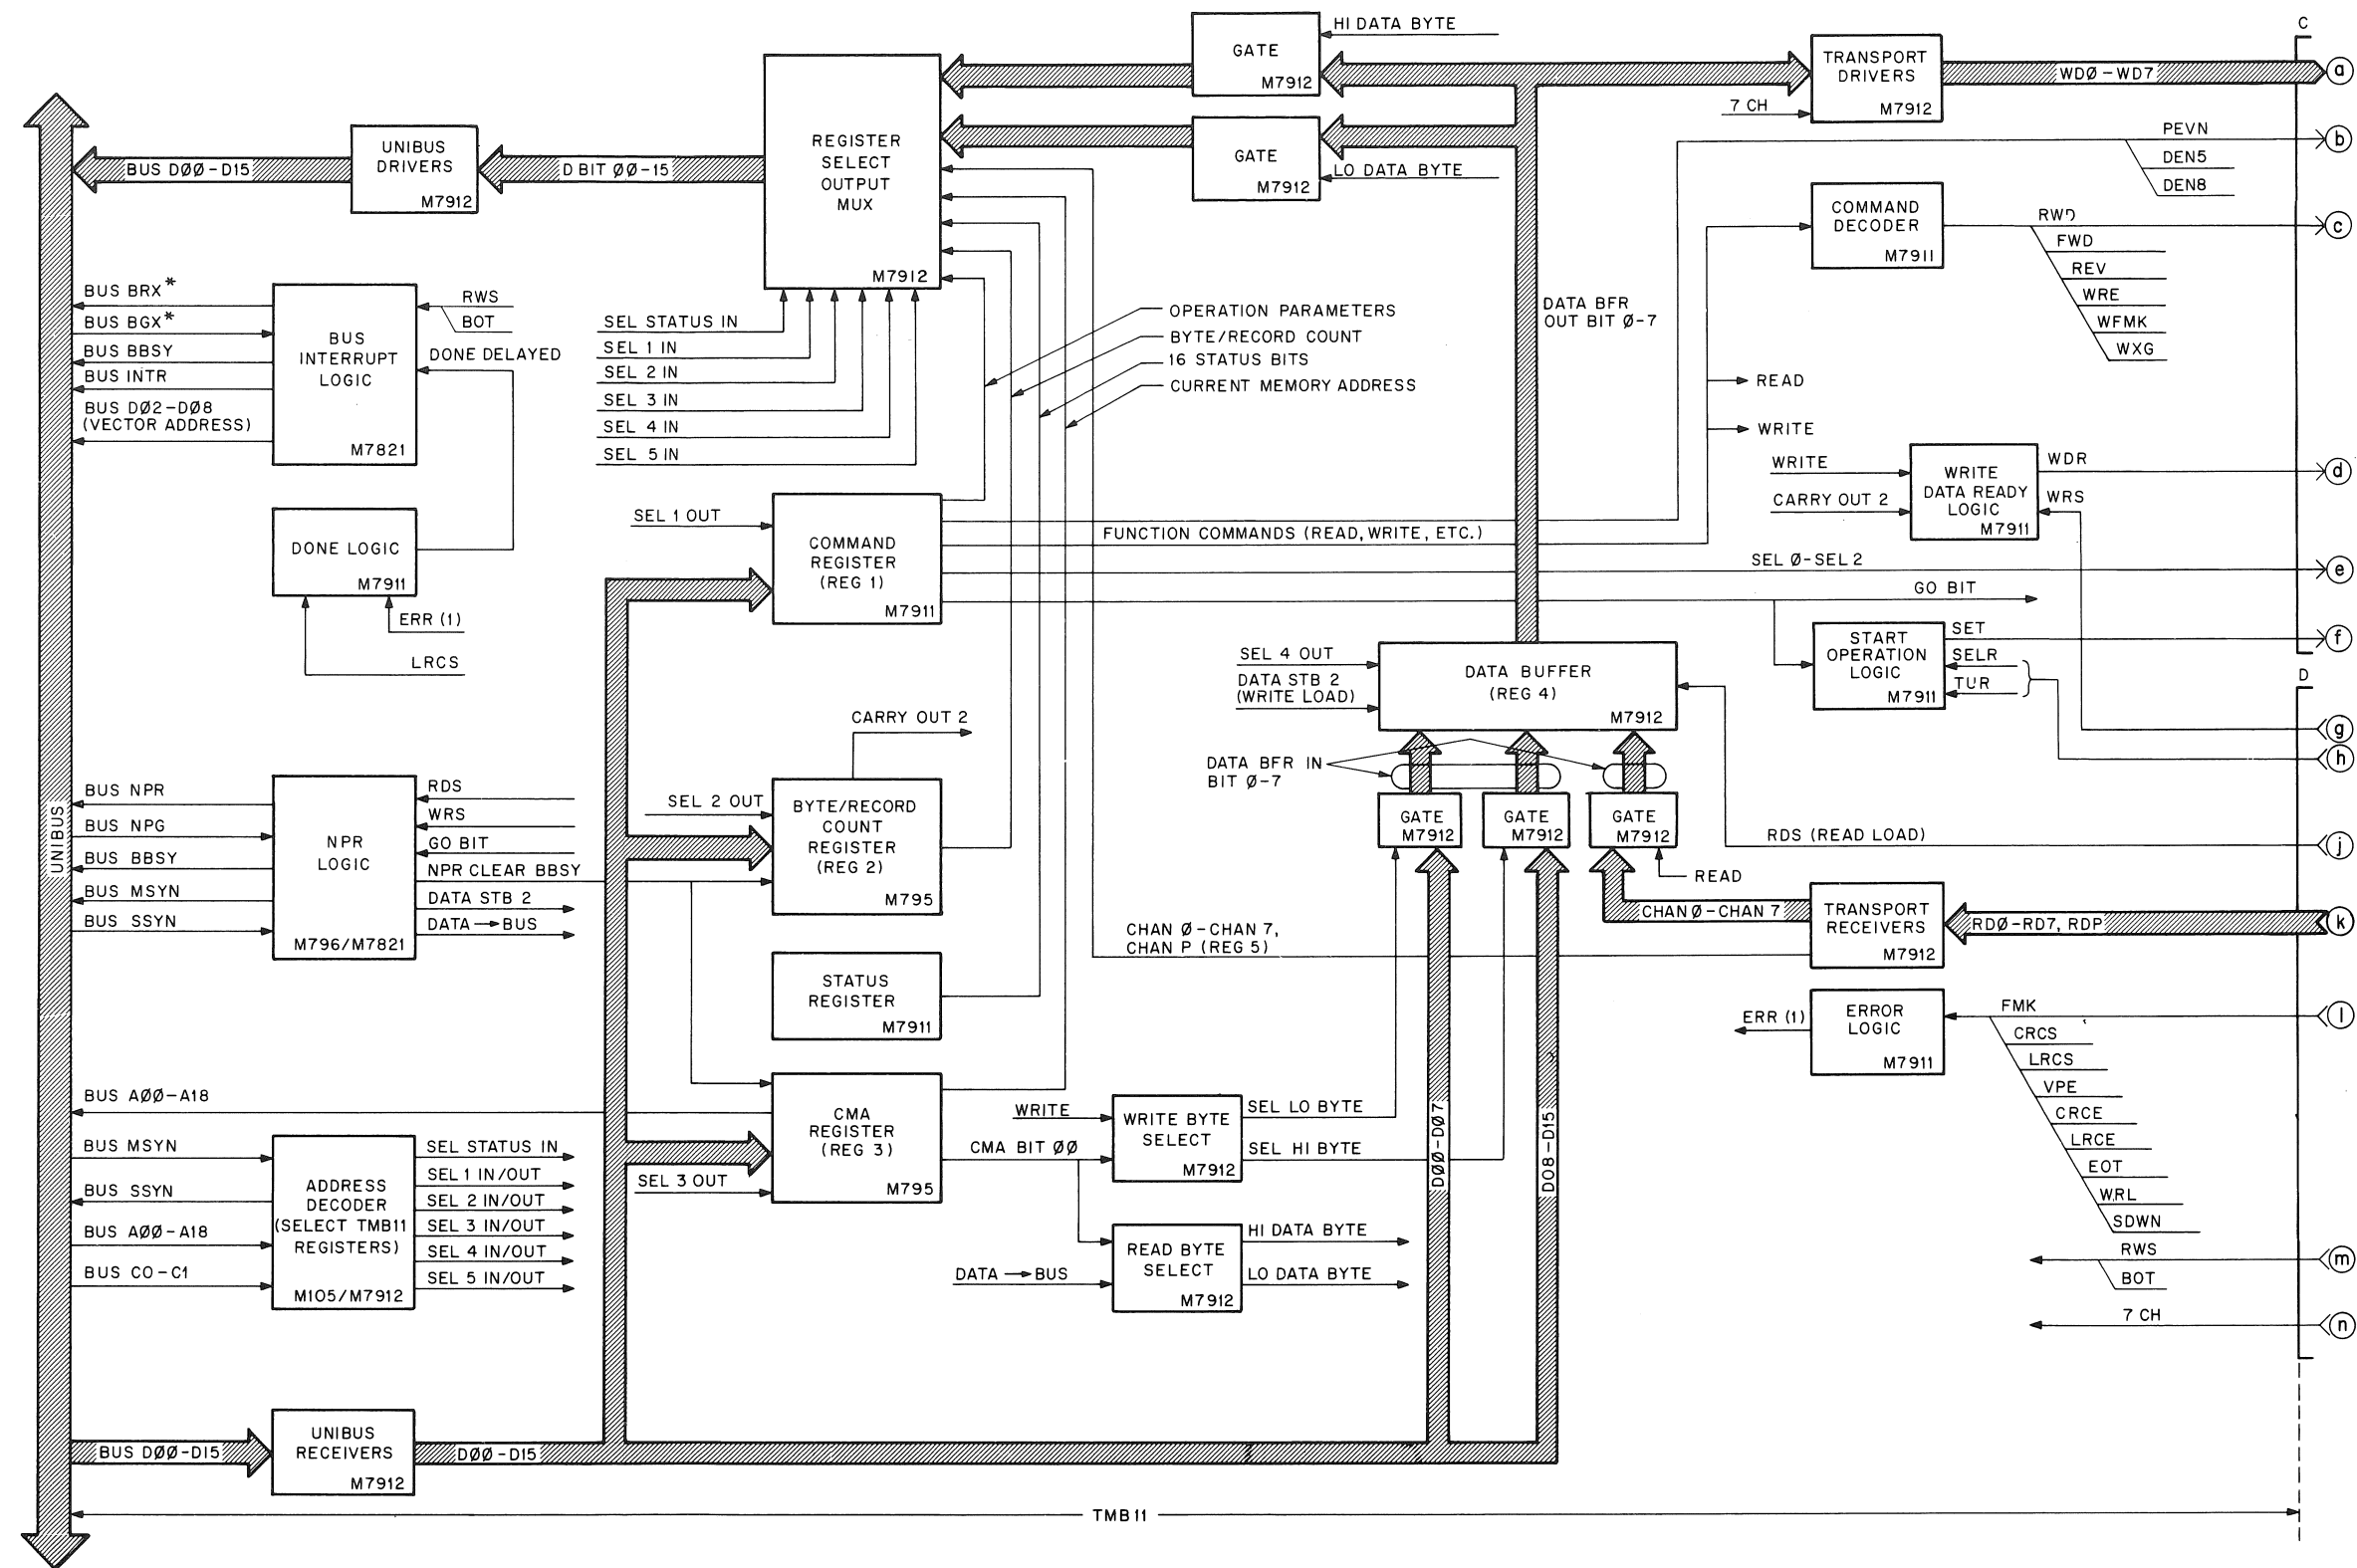 HI DATA BYTE
GATE
M7912
TRANSPORT
DRIVERS
M7912
7 CH
WDØ-WD7
C
a
UNIBUS
DRIVERS
M7912
BUS DØØ-D15
D BIT ØØ-15
REGISTER
SELECT
OUTPUT
MUX
M7912
GATE
M7912
LO DATA BYTE
PEVN
DEN5
DEN8
b
COMMAND
DECODER
M7911
RWD
FWD
REV
WRE
WFMK
WXG
c
BUS BRX*
BUS BGX*
BUS BBSY
BUS INTR
BUS DØ2-DØ8
(VECTOR ADDRESS)
BUS
INTERRUPT
LOGIC
M7821
RWS
BOT
DONE DELAYED
SEL STATUS IN
SEL 1 IN
SEL 2 IN
SEL 3 IN
SEL 4 IN
SEL 5 IN
OPERATION PARAMETERS
BYTE/RECORD COUNT
16 STATUS BITS
CURRENT MEMORY ADDRESS
DATA BFR
OUT BIT Ø-7
READ
WRITE
WRITE
CARRY OUT 2
WRITE
DATA READY
LOGIC
M7911
WDR
WRS
d
DONE LOGIC
M7911
ERR (1)
LRCS
SEL 1 OUT
COMMAND
REGISTER
(REG 1)
M7911
FUNCTION COMMANDS (READ, WRITE, ETC.)
SEL Ø-SEL 2
e
GO BIT
START
OPERATION
LOGIC
M7911
SET
SELR
TUR
f
D
SEL 4 OUT
DATA STB 2
(WRITE LOAD)
DATA BUFFER
(REG 4)
M7912
g
h
CARRY OUT 2
DATA BFR IN
BIT Ø-7
UNIBUS
BUS NPR
BUS NPG
BUS BBSY
BUS MSYN
BUS SSYN
NPR
LOGIC
M796/M7821
RDS
WRS
GO BIT
NPR CLEAR BBSY
DATA STB 2
DATA→BUS
SEL 2 OUT
BYTE/RECORD
COUNT
REGISTER
(REG 2)
M795
GATE
M7912
GATE
M7912
GATE
M7912
READ
RDS (READ LOAD)
j
CHAN Ø-CHAN 7,
CHAN P (REG 5)
CHAN Ø-CHAN 7
TRANSPORT
RECEIVERS
M7912
RDØ-RD7, RDP
k
STATUS
REGISTER
M7911
ERR (1)
ERROR
LOGIC
M7911
FMK
CRCS
LRCS
VPE
CRCE
LRCE
EOT
WRL
SDWN
l
BUS AØØ-A18
CMA
REGISTER
(REG 3)
M795
SEL 3 OUT
CMA BIT ØØ
WRITE
WRITE BYTE
SELECT
M7912
SEL LO BYTE
SEL HI BYTE
DØØ-DØ7
DO8-D15
BUS MSYN
BUS SSYN
BUS AØØ-A18
BUS CO-C1
ADDRESS
DECODER
(SELECT TMB11
REGISTERS)
M105/M7912
SEL STATUS IN
SEL 1 IN/OUT
SEL 2 IN/OUT
SEL 3 IN/OUT
SEL 4 IN/OUT
SEL 5 IN/OUT
DATA→BUS
READ BYTE
SELECT
M7912
HI DATA BYTE
LO DATA BYTE
RWS
BOT
m
7 CH
n
BUS DØØ-D15
UNIBUS
RECEIVERS
M7912
DØØ-D15
TMB11